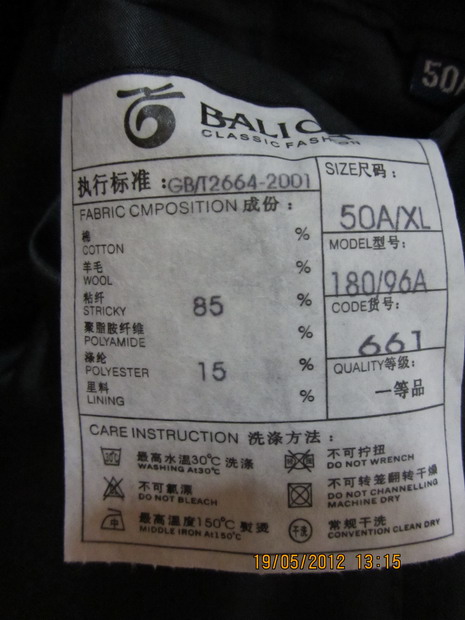 50
CLASSIC FASHION
执行标准 :GB/T2664-2001
SIZE尺码:
50A/XL
FABRIC CMPOSITION 成份:
MODEL型号:
180/96A
棉 %
COTTON
羊毛 %
WOOL
CODE货号:
661
粘纤 85 %
STRICKY
聚酯胺纤维 %
POLYAMIDE
QUALITY等级:
一等品
涤纶 15 %
POLYESTER
里料 %
LINING
CARE INSTRUCTION 洗涤方法:
最高水温30℃ 洗涤
WASHING At30℃
不可拧扭
DO NOT WRENCH
不可氯漂
DO NOT BLEACH
不可转笼翻转干燥
DO NOT CHANNELLING
MACHINE DRY
最高温度150℃ 熨烫
MIDDLE IRON At150℃
干洗
常规干洗
CONVENTION CLEAN DRY
19/05/2012 13:15